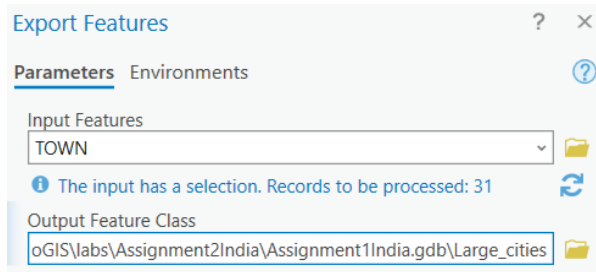 Export Features ? ×
Parameters Environments ?
Input Features
TOWN
The input has a selection. Records to be processed: 31
Output Feature Class
oGIS\labs\Assignment2India\Assignment1India.gdb\Large_cities